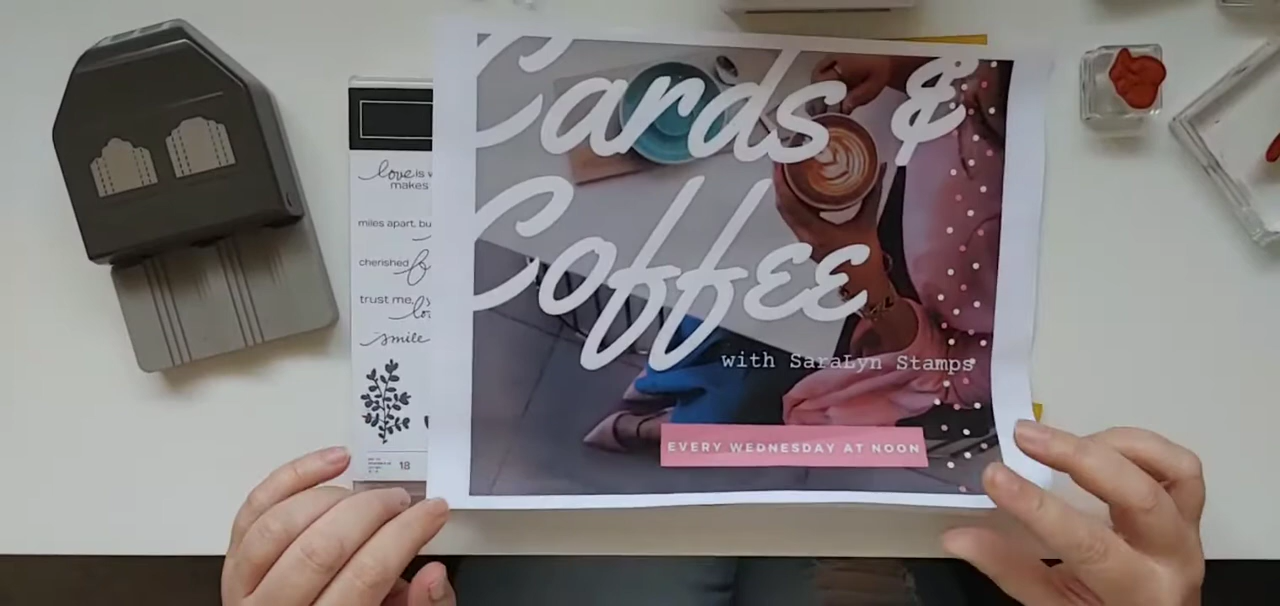 Cards &
Coffee
with SaraLyn Stamps
EVERY WEDNESDAY AT NOON
love is
makes
miles apart,
cherished
trust me,
smile
18